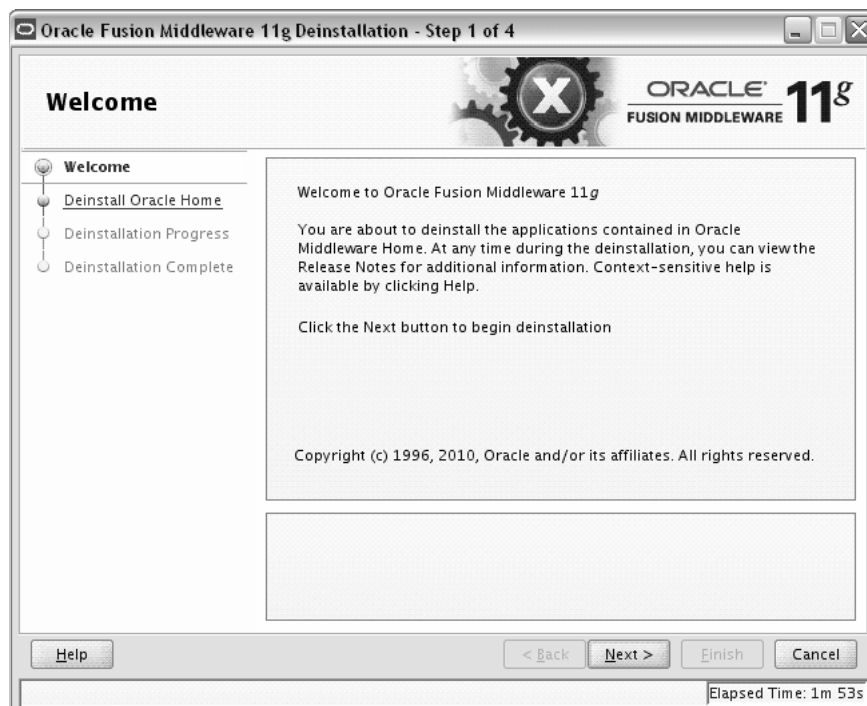 Oracle Fusion Middleware 11g Deinstallation - Step 1 of 4
Welcome
ORACLE® 11g
FUSION MIDDLEWARE
Welcome
Deinstall Oracle Home
Deinstallation Progress
Deinstallation Complete
Welcome to Oracle Fusion Middleware 11g
You are about to deinstall the applications contained in Oracle
Middleware Home. At any time during the deinstallation, you can view the
Release Notes for additional information. Context-sensitive help is
available by clicking Help.
Click the Next button to begin deinstallation
Copyright (c) 1996, 2010, Oracle and/or its affiliates. All rights reserved.
Help
< Back
Next >
Finish
Cancel
Elapsed Time: 1m 53s